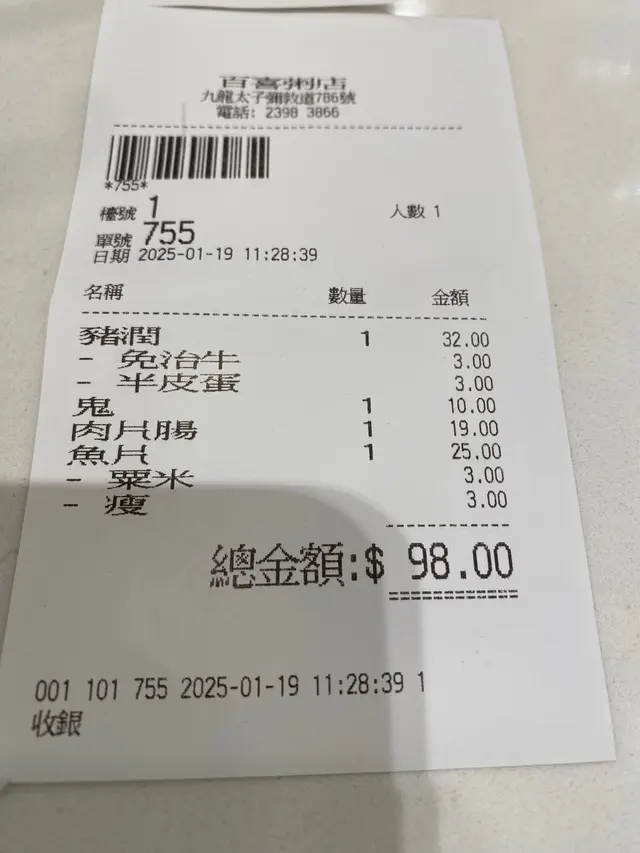 百喜粥店
九龍太子彌敦道786號
電話: 2398 3866
*755*
檯號 1 人數 1
單號 755
日期 2025-01-19 11:28:39
名稱 數量 金額
豬潤 1 32.00
- 免治牛 3.00
- 半皮蛋 3.00
鬼 1 10.00
肉片腸 1 19.00
魚片 1 25.00
- 粟米 3.00
- 瘦 3.00
總金額:$ 98.00
001 101 755 2025-01-19 11:28:39 1
收銀